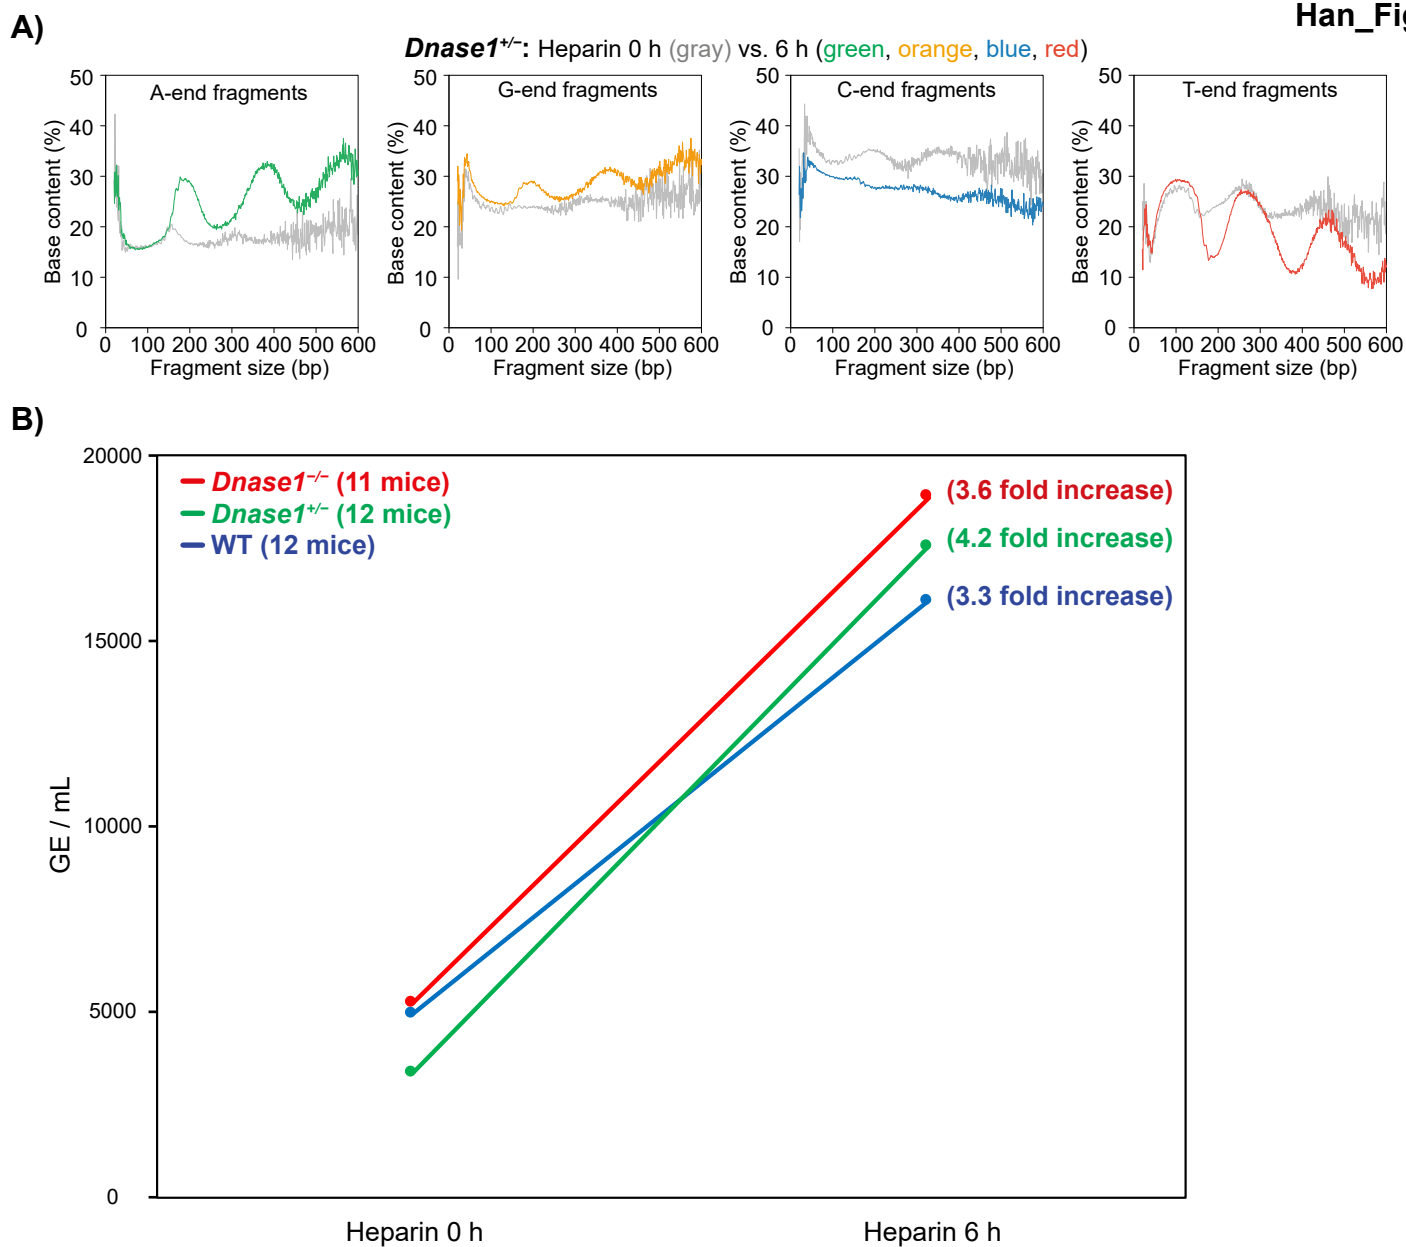 Han_Fig
A)
Dnase1+/−: Heparin 0 h (gray) vs. 6 h (green, orange, blue, red)
A-end fragments
Base content (%)
50
40
30
20
10
0
0 100 200 300 400 500 600
Fragment size (bp)
G-end fragments
Base content (%)
50
40
30
20
10
0
0 100 200 300 400 500 600
Fragment size (bp)
C-end fragments
Base content (%)
50
40
30
20
10
0
0 100 200 300 400 500 600
Fragment size (bp)
T-end fragments
Base content (%)
50
40
30
20
10
0
0 100 200 300 400 500 600
Fragment size (bp)
B)
GE / mL
20000
15000
10000
5000
0
Dnase1−/− (11 mice)
Dnase1+/− (12 mice)
WT (12 mice)
(3.6 fold increase)
(4.2 fold increase)
(3.3 fold increase)
Heparin 0 h
Heparin 6 h